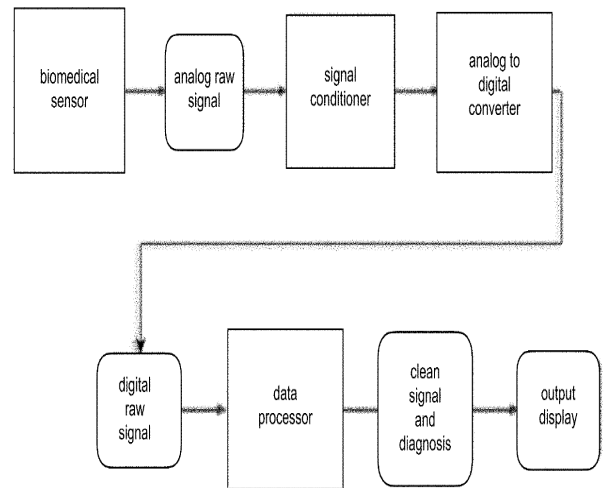 biomedical
sensor
analog raw
signal
signal
conditioner
analog to
digital
converter
digital
raw
signal
data
processor
clean
signal
and
diagnosis
output
display